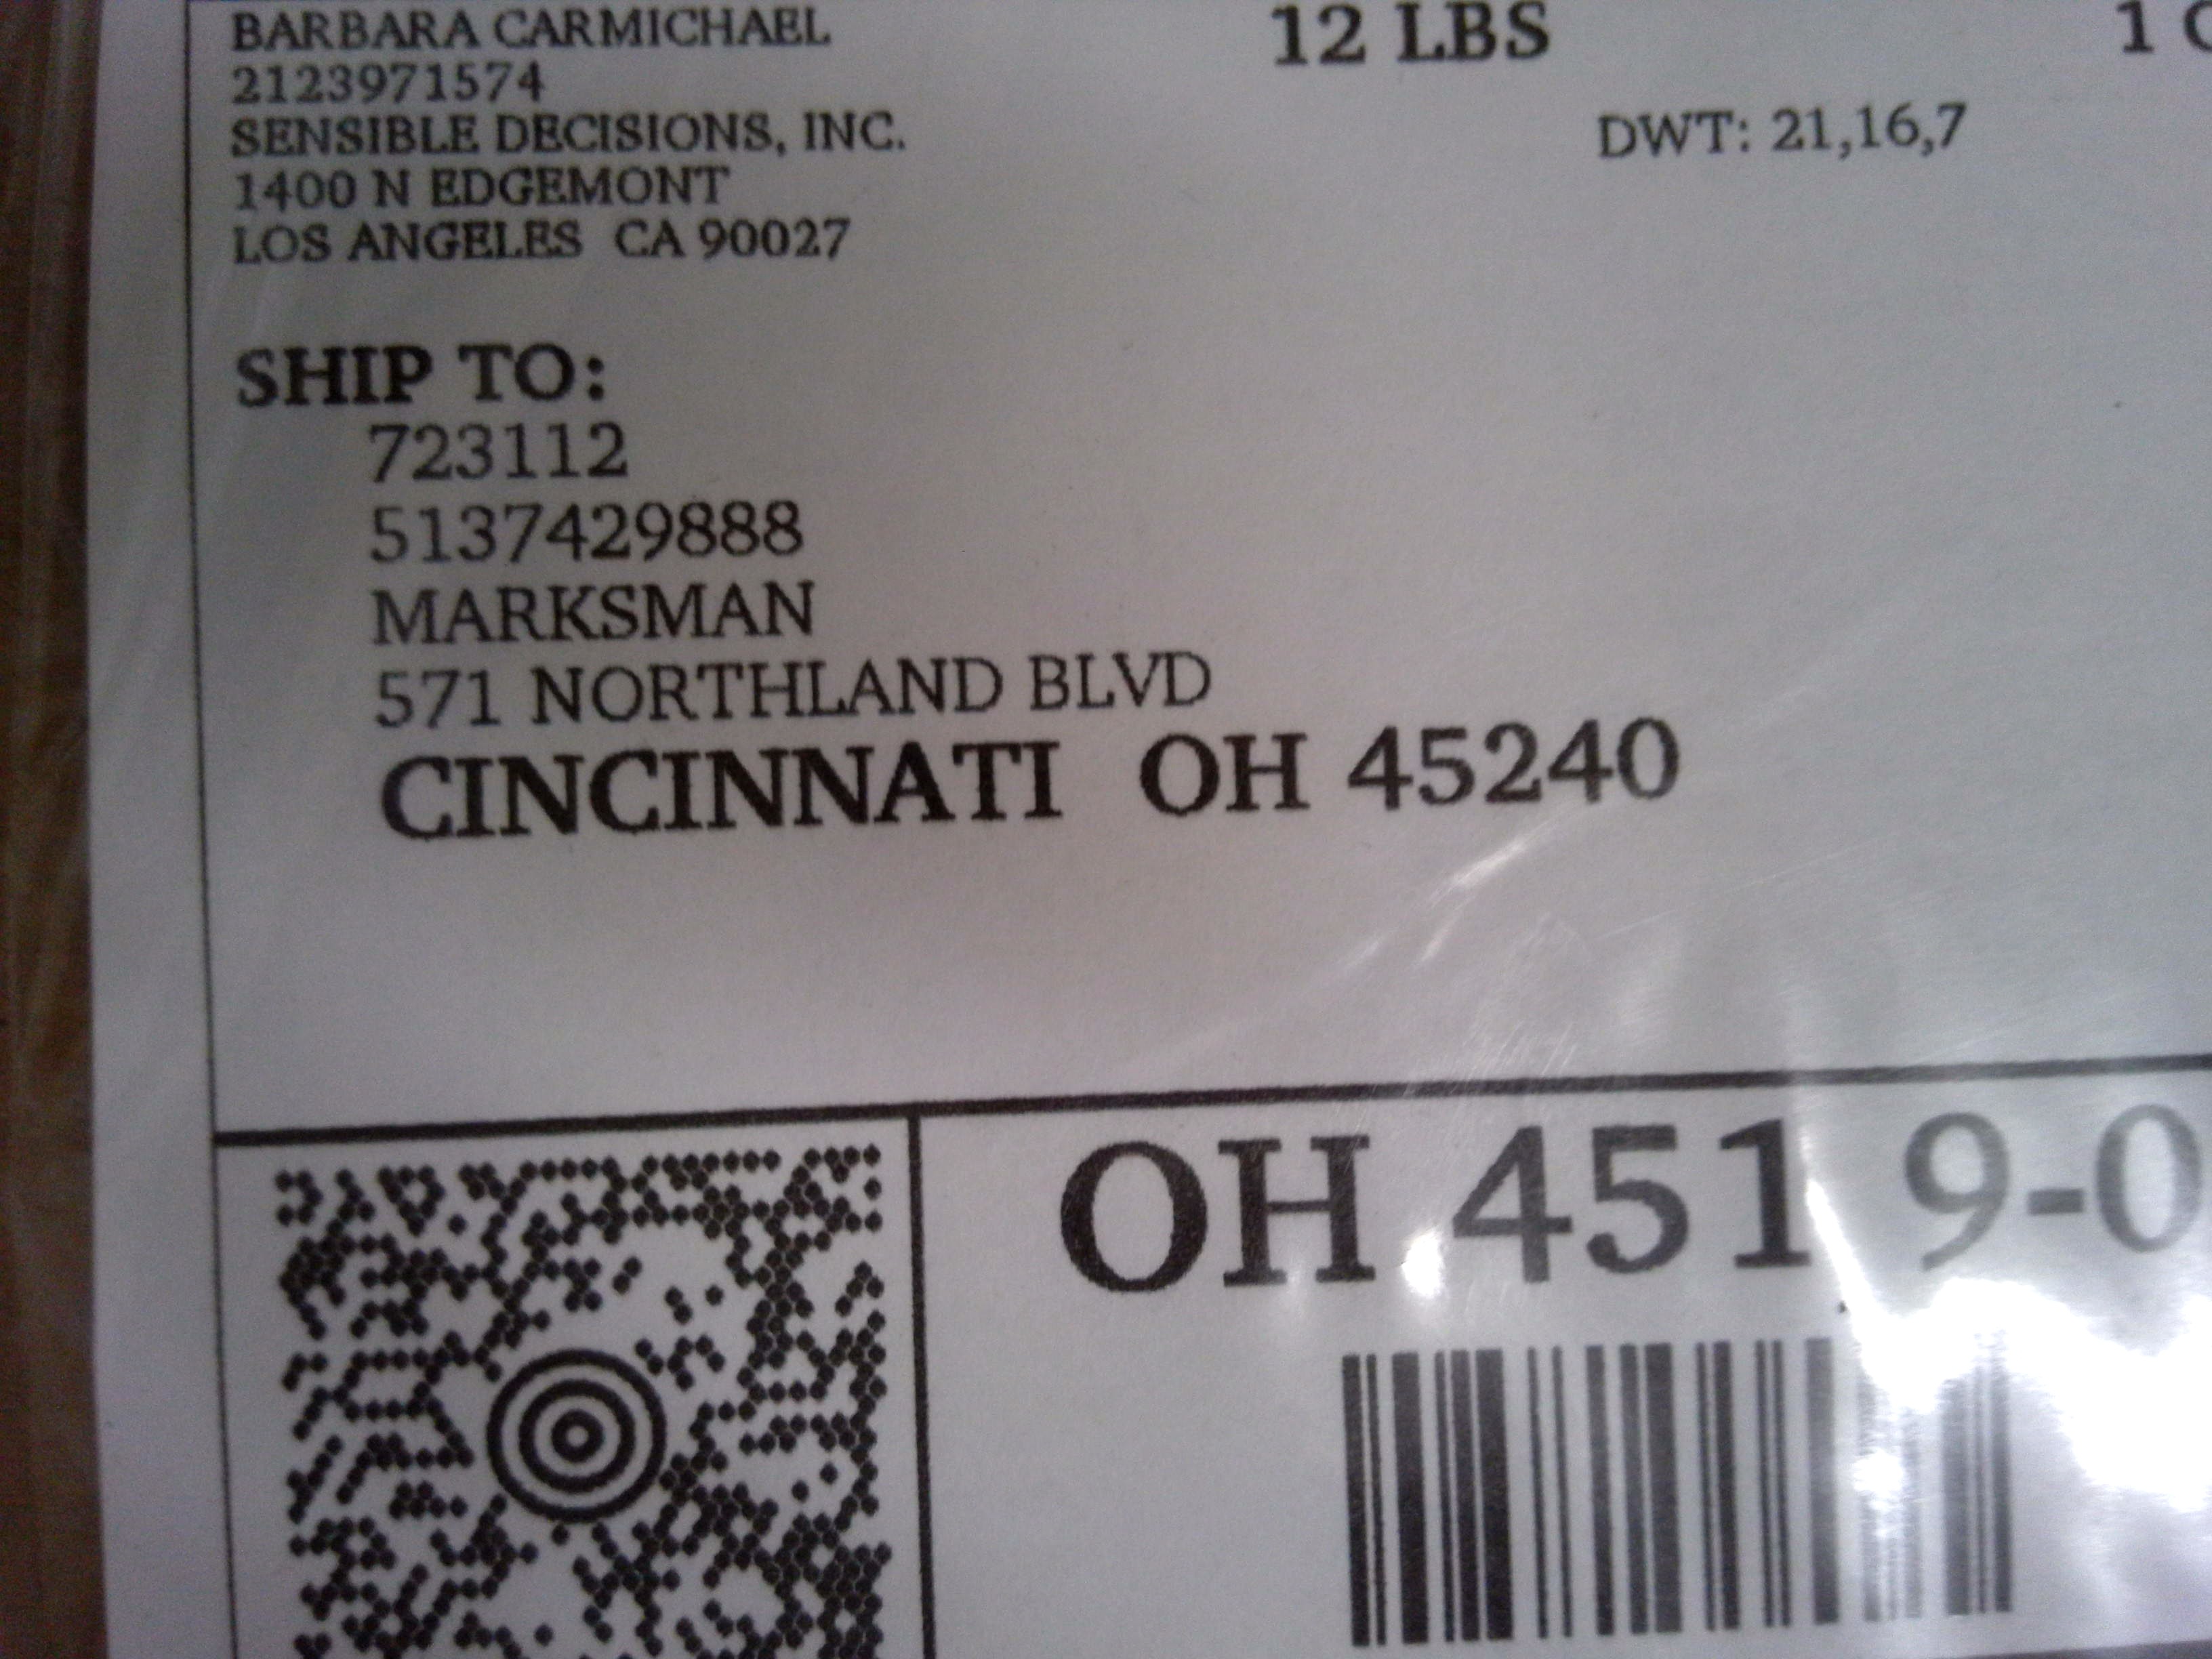 BARBARA CARMICHAEL
2123971574
SENSIBLE DECISIONS, INC.
1400 N EDGEMONT
LOS ANGELES CA 90027
12 LBS
1
DWT: 21,16,7
SHIP TO:
723112
5137429888
MARKSMAN
571 NORTHLAND BLVD
CINCINNATI OH 45240
OH 451 9-0